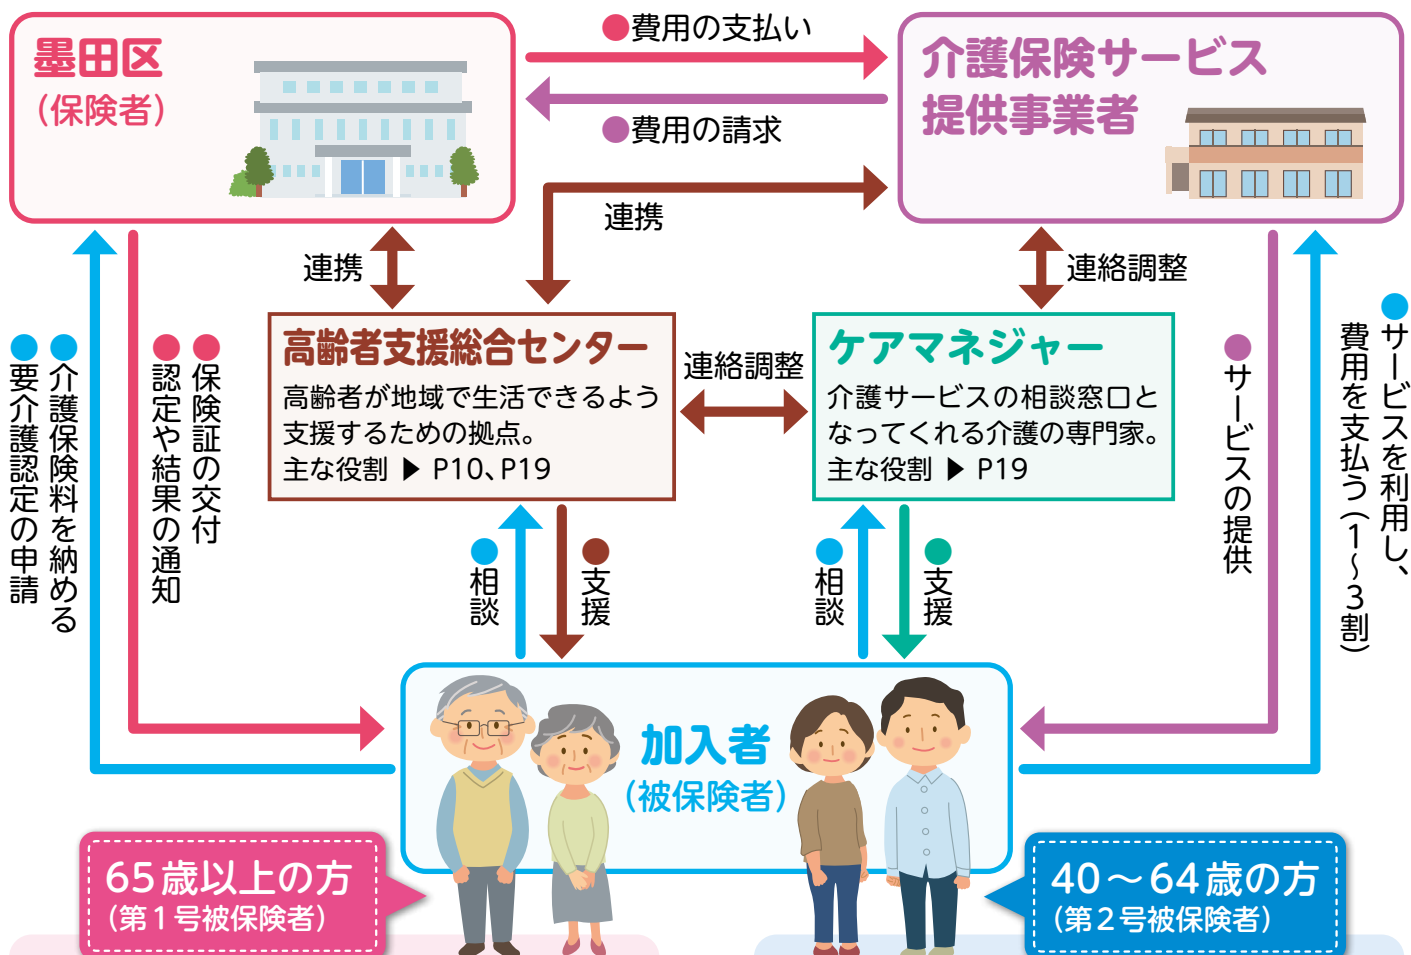 墨田区
（保険者）
●費用の支払い
●費用の請求
介護保険サービス
提供事業者
連携
連携
連絡調整
高齢者支援総合センター
高齢者が地域で生活できるよう
支援するための拠点。
主な役割 ▶ P10、P19
連絡調整
ケアマネジャー
介護サービスの相談窓口と
なってくれる介護の専門家。
主な役割 ▶ P19
●介護保険料を納める
●要介護認定の申請
●保険証の交付
●認定や結果の通知
●相談
●支援
●相談
●支援
●サービスの提供
●サービスを利用し、
費用を支払う（1～3割）
加入者
（被保険者）
65歳以上の方
（第1号被保険者）
40～64歳の方
（第2号被保険者）